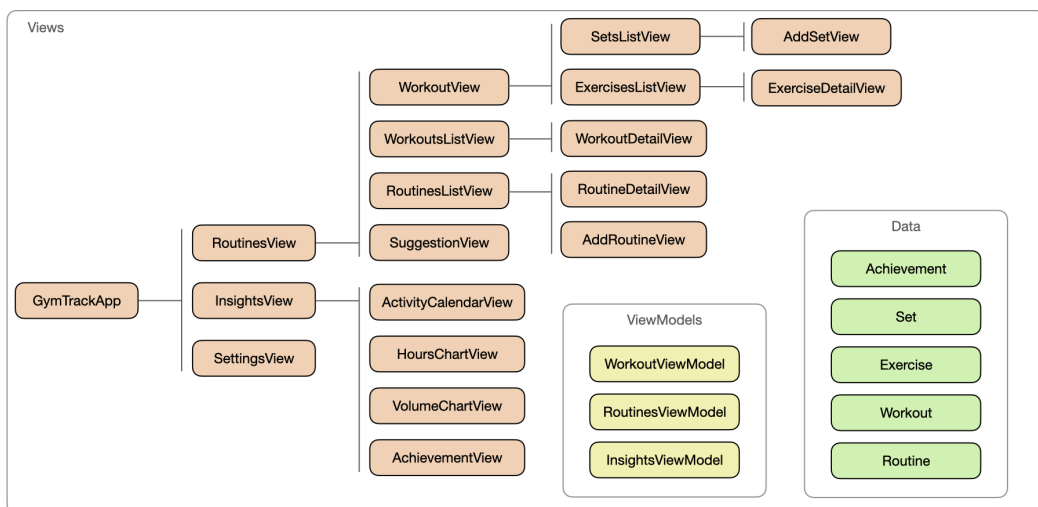 Views
GymTrackApp
RoutinesView
InsightsView
SettingsView
WorkoutView
WorkoutsListView
RoutinesListView
SuggestionView
ActivityCalendarView
HoursChartView
VolumeChartView
AchievementView
SetsListView
ExercisesListView
WorkoutDetailView
RoutineDetailView
AddRoutineView
AddSetView
ExerciseDetailView
ViewModels
WorkoutViewModel
RoutinesViewModel
InsightsViewModel
Data
Achievement
Set
Exercise
Workout
Routine